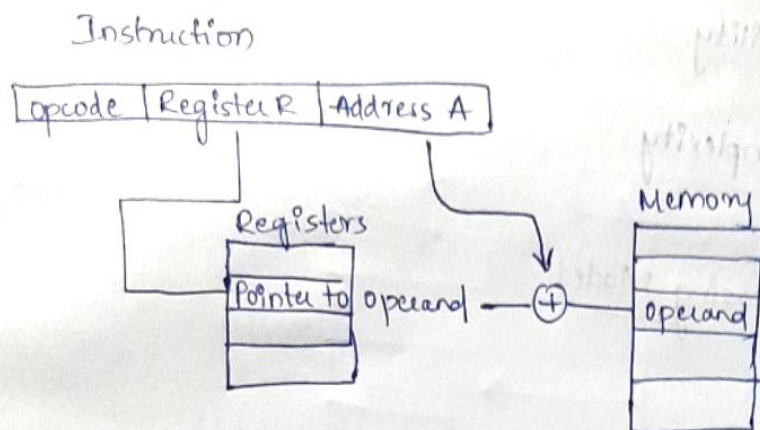 Instruction
opcode Register R Address A
Registers
Memory
Pointer to operand +
operand